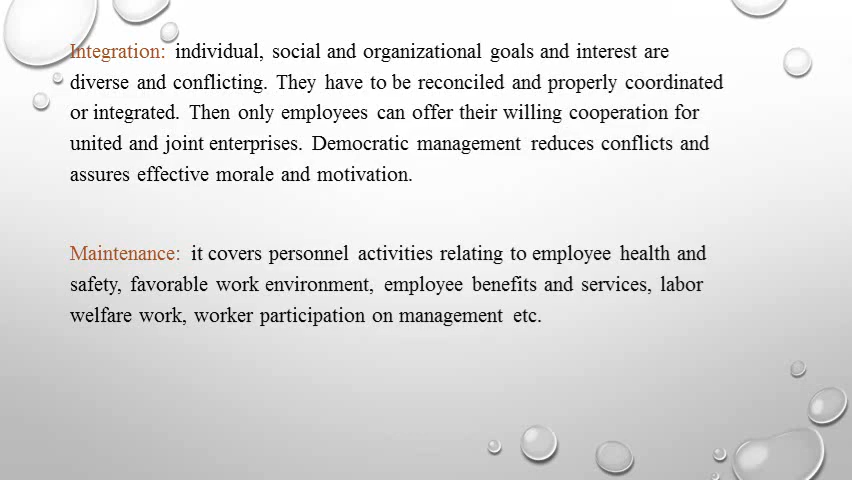 Integration: individual, social and organizational goals and interest are
diverse and conflicting. They have to be reconciled and properly coordinated
or integrated. Then only employees can offer their willing cooperation for
united and joint enterprises. Democratic management reduces conflicts and
assures effective morale and motivation.
Maintenance: it covers personnel activities relating to employee health and
safety, favorable work environment, employee benefits and services, labor
welfare work, worker participation on management etc.